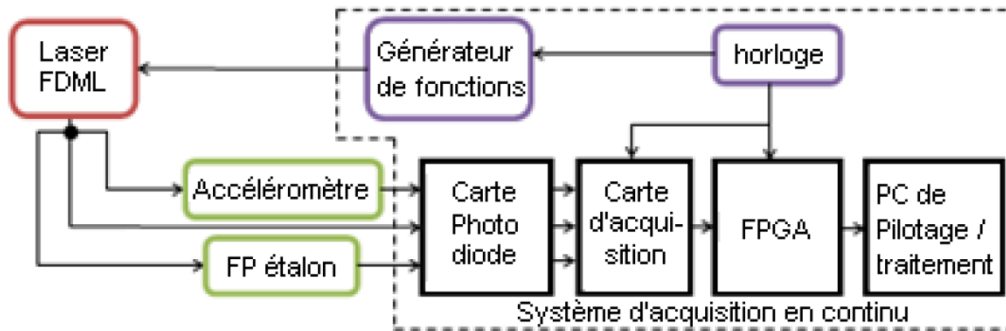 Laser
FDML
Générateur
de fonctions
horloge
Accéléromètre
FP étalon
Carte
Photo
diode
Carte
d'acqui-
sition
FPGA
PC de
Pilotage /
traitement
Système d'acquisition en continu